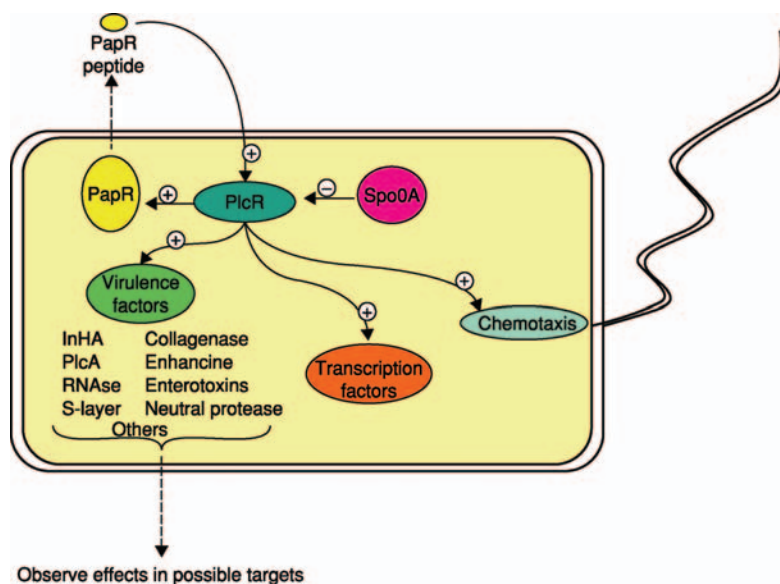 PapR
peptide
+
PapR
+
PlcR
−
Spo0A
+
Virulence
factors
+
Chemotaxis
+
Transcription
factors
InHA Collagenase
PlcA Enhancine
RNAse Enterotoxins
S-layer Neutral protease
Others
Observe effects in possible targets